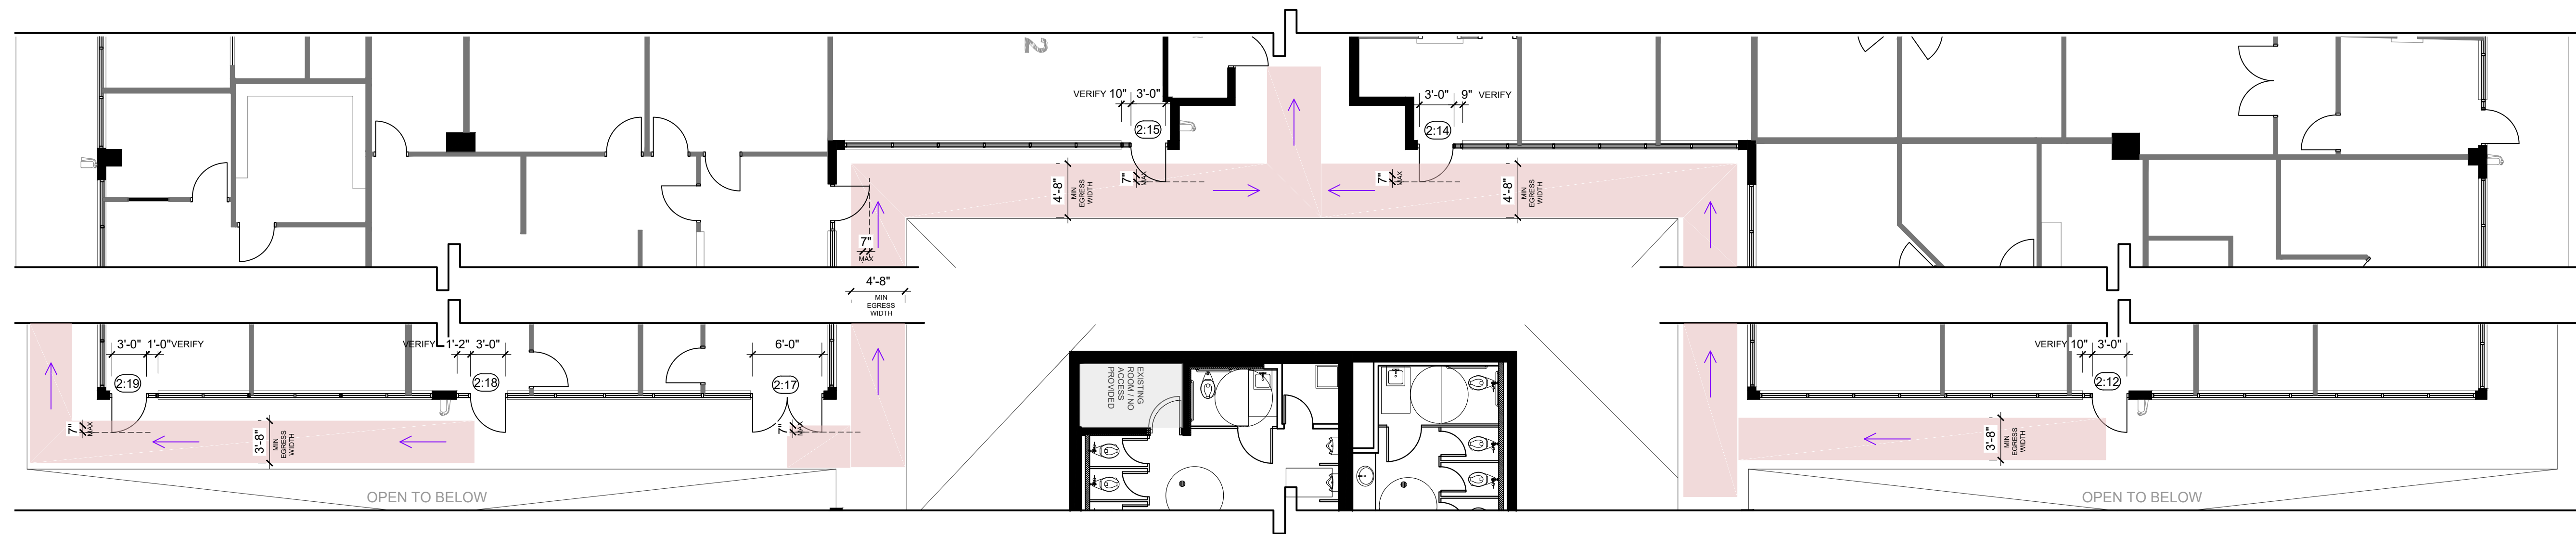 2
VERIFY 10" 3'-0"
2:15
3'-0" 9" VERIFY
2:14
4'-8"
MIN
EGRESS
WIDTH
7"
MAX
7"
MAX
4'-8"
MIN
EGRESS
WIDTH
7"
MAX
4'-8"
MIN
EGRESS
WIDTH
3'-0" 1'-0" VERIFY
2:19
VERIFY 1'-2" 3'-0"
2:18
6'-0"
2:17
VERIFY 10" 3'-0"
2:12
EXISTING
ROOM / NO
ACCESS
PROVIDED
7"
MAX
3'-8"
MIN
EGRESS
WIDTH
7"
MAX
3'-8"
MIN
EGRESS
WIDTH
OPEN TO BELOW
OPEN TO BELOW